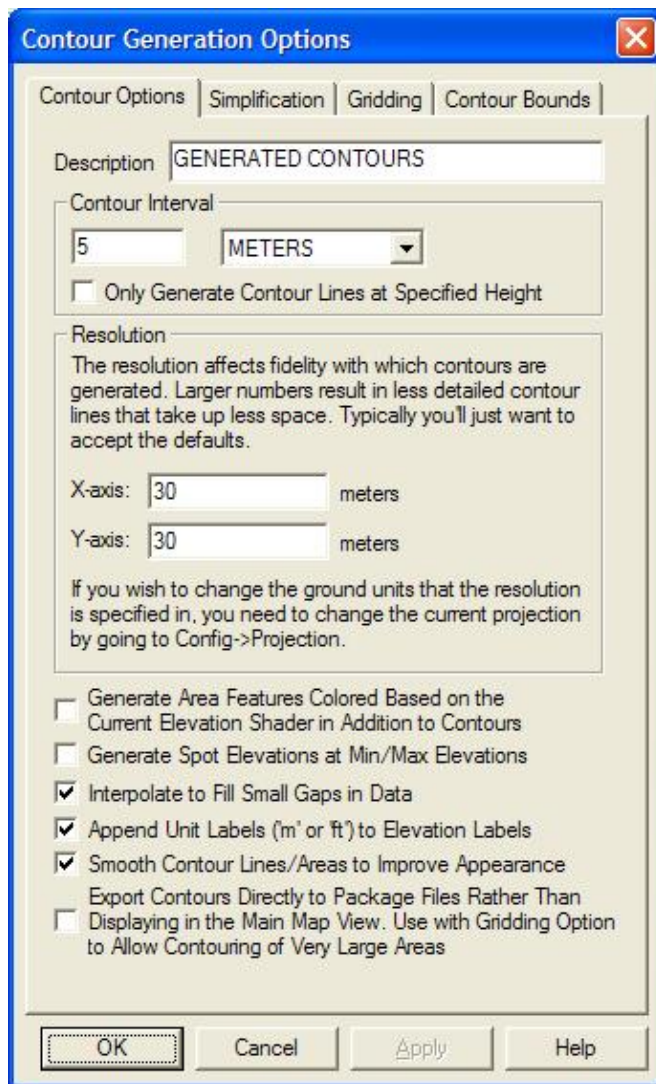 Contour Generation Options
Contour Options
Simplification
Gridding
Contour Bounds
Description GENERATED CONTOURS
Contour Interval
5 METERS
Only Generate Contour Lines at Specified Height
Resolution
The resolution affects fidelity with which contours are
generated. Larger numbers result in less detailed contour
lines that take up less space. Typically you'll just want to
accept the defaults.
X-axis: 30 meters
Y-axis: 30 meters
If you wish to change the ground units that the resolution
is specified in, you need to change the current projection
by going to Config->Projection.
Generate Area Features Colored Based on the
Current Elevation Shader in Addition to Contours
Generate Spot Elevations at Min/Max Elevations
Interpolate to Fill Small Gaps in Data
Append Unit Labels ('m' or 'ft') to Elevation Labels
Smooth Contour Lines/Areas to Improve Appearance
Export Contours Directly to Package Files Rather Than
Displaying in the Main Map View. Use with Gridding Option
to Allow Contouring of Very Large Areas
OK
Cancel
Apply
Help